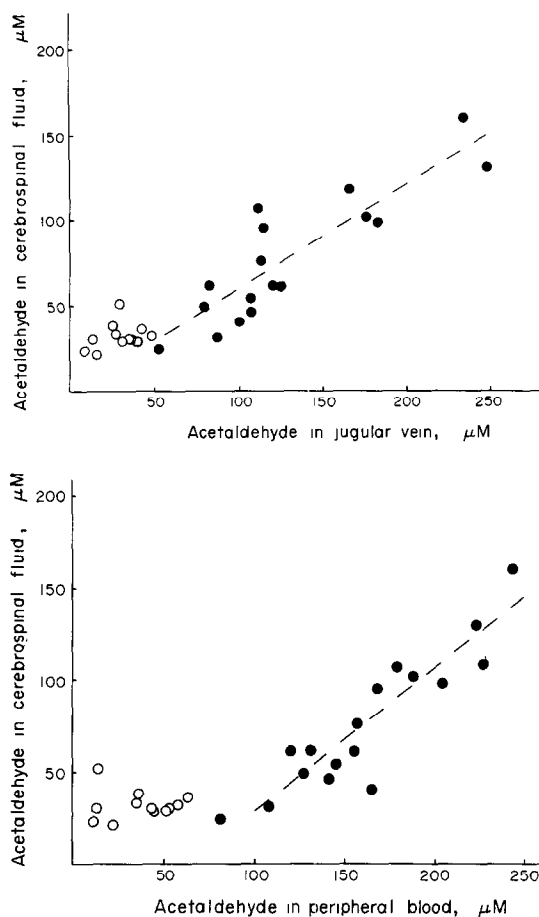 Acetaldehyde in cerebrospinal fluid, μM
200
150
100
50
50 100 150 200 250
Acetaldehyde in jugular vein, μM
Acetaldehyde in cerebrospinal fluid, μM
200
150
100
50
50 100 150 200 250
Acetaldehyde in peripheral blood, μM